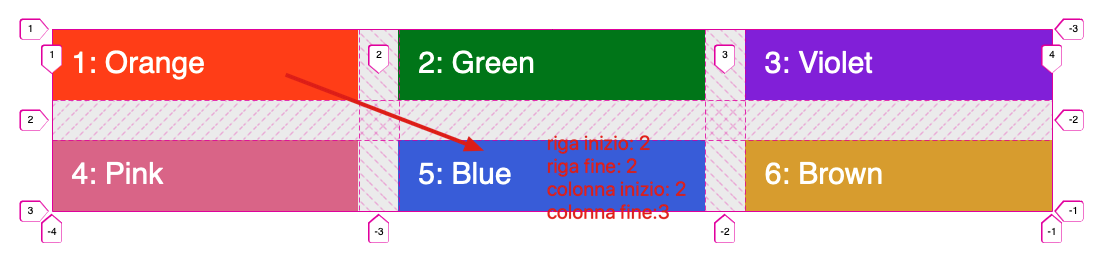 1
-3
1
2
3
4
1: Orange
2: Green
3: Violet
2
-2
riga inizio: 2
riga fine: 2
4: Pink
5: Blue
6: Brown
colonna inizio: 2
colonna fine:3
3
-1
-4
-3
-2
-1